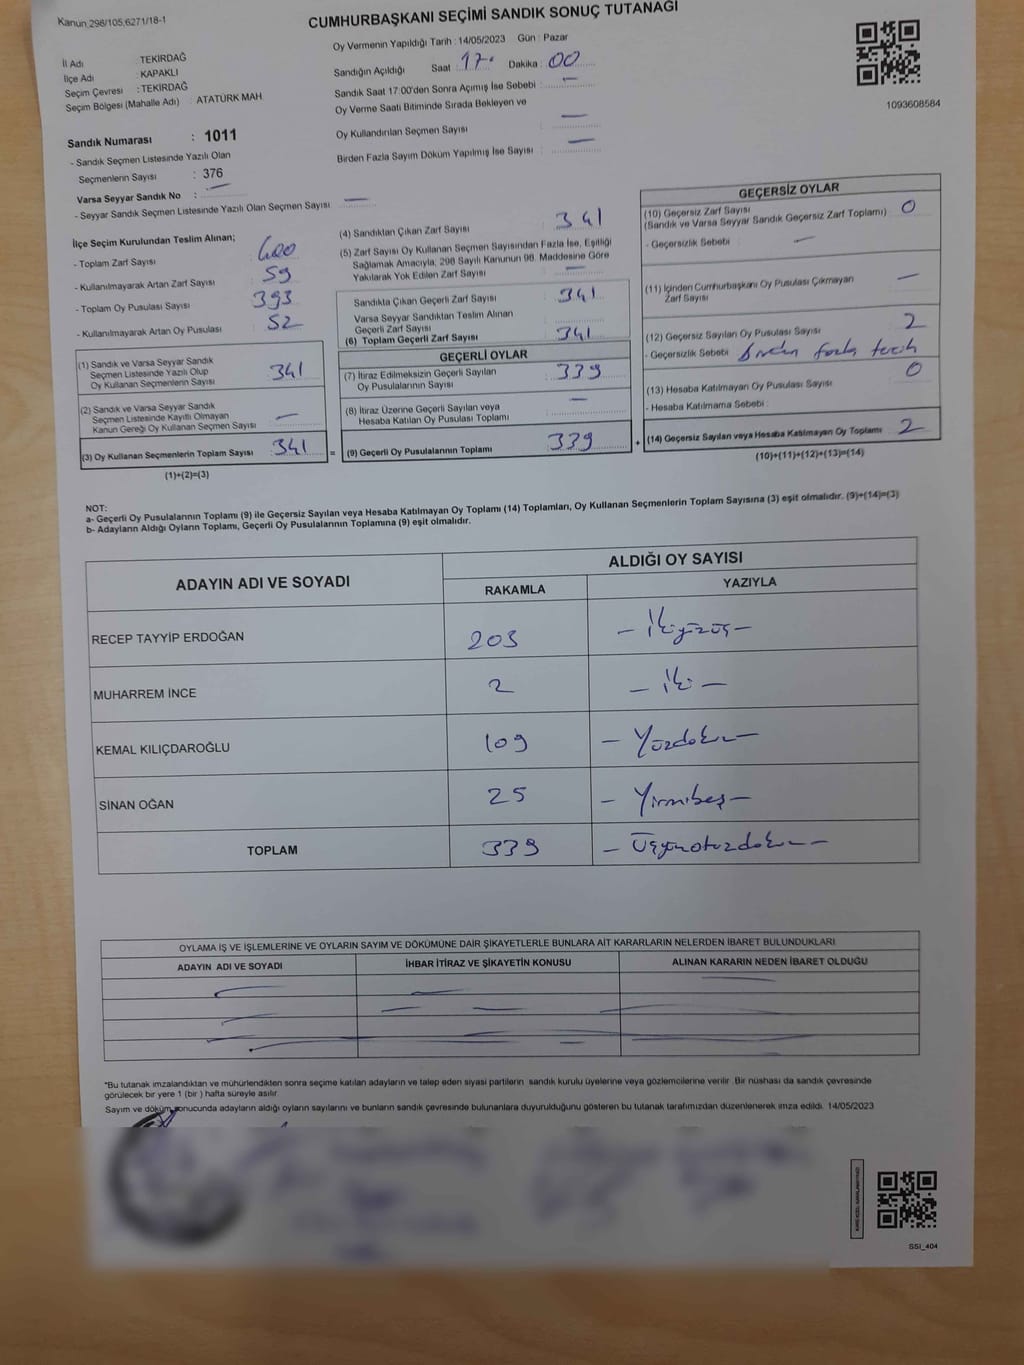 Kanun 298/105,6271/18-1
CUMHURBAŞKANI SEÇİMİ SANDIK SONUÇ TUTANAĞI
İl Adı : TEKİRDAĞ
İlçe Adı : KAPAKLI
Seçim Çevresi : TEKİRDAĞ
Seçim Bölgesi (Mahalle Adı) : ATATÜRK MAH
Oy Vermenin Yapıldığı Tarih : 14/05/2023 Gün : Pazar
Sandığın Açıldığı Saat : 17 Dakika : 00
Sandık Saat 17:00'den Sonra Açımış İse Sebebi : —
Oy Verme Saati Bitiminde Sırada Bekleyen ve
Oy Kullandırılan Seçmen Sayısı : —
Birden Fazla Sayım Döküm Yapılmış İse Sayısı : —
1093608584
Sandık Numarası : 1011
- Sandık Seçmen Listesinde Yazılı Olan
Seçmenlerin Sayısı : 376
Varsa Seyyar Sandık No : —
- Seyyar Sandık Seçmen Listesinde Yazılı Olan Seçmen Sayısı —
İlçe Seçim Kurulundan Teslim Alınan;
- Toplam Zarf Sayısı 400
- Kullanılmayarak Artan Zarf Sayısı 59
- Toplam Oy Pusulası Sayısı 393
- Kullanılmayarak Artan Oy Pusulası 52
(1) Sandık ve Varsa Seyyar Sandık
Seçmen Listesinde Yazılı Olup
Oy Kullanan Seçmenlerin Sayısı 341
(2) Sandık ve Varsa Seyyar Sandık
Seçmen Listesinde Kayıtlı Olmayan
Kanun Gereği Oy Kullanan Seçmen Sayısı —
(3) Oy Kullanan Seçmenlerin Toplam Sayısı : 341
(1)+(2)=(3)
(4) Sandıktan Çıkan Zarf Sayısı 341
(5) Zarf Sayısı Oy Kullanan Seçmen Sayısından Fazla İse, Eşitliği
Sağlamak Amacıyla, 298 Sayılı Kanunun 98. Maddesine Göre
Yakılarak Yok Edilen Zarf Sayısı —
Sandıkta Çıkan Geçerli Zarf Sayısı : 341
Varsa Seyyar Sandıktan Teslim Alınan
Geçerli Zarf Sayısı
(6) Toplam Geçerli Zarf Sayısı : 341
GEÇERLİ OYLAR
(7) İtiraz Edilmeksizin Geçerli Sayılan
Oy Pusulalarının Sayısı : 339
(8) İtiraz Üzerine Geçerli Sayılan veya
Hesaba Katılan Oy Pusulası Toplamı : —
= (9) Geçerli Oy Pusulalarının Toplamı 339 +
GEÇERSİZ OYLAR
(10) Geçersiz Zarf Sayısı
(Sandık ve Varsa Seyyar Sandık Geçersiz Zarf Toplamı) 0
- Geçersizlik Sebebi : —
(11) İçinden Cumhurbaşkanı Oy Pusulası Çıkmayan
Zarf Sayısı —
(12) Geçersiz Sayılan Oy Pusulası Sayısı : 2
- Geçersizlik Sebebi birden fazla tercih
(13) Hesaba Katılmayan Oy Pusulası Sayısı : 0
- Hesaba Katılmama Sebebi :
(14) Geçersiz Sayılan veya Hesaba Katılmayan Oy Toplamı : 2
(10)+(11)+(12)+(13)=(14)
NOT:
a- Geçerli Oy Pusulalarının Toplamı (9) ile Geçersiz Sayılan veya Hesaba Katılmayan Oy Toplamı (14) Toplamları, Oy Kullanan Seçmenlerin Toplam Sayısına (3) eşit olmalıdır. (9)+(14)=(3)
b- Adayların Aldığı Oyların Toplamı, Geçerli Oy Pusulalarının Toplamına (9) eşit olmalıdır.
ADAYIN ADI VE SOYADI ALDIĞI OY SAYISI
RAKAMLA YAZIYLA
RECEP TAYYİP ERDOĞAN 203 – İkiyüzüç –
MUHARREM İNCE 2 – iki –
KEMAL KILIÇDAROĞLU 109 – Yüzdokuz –
SİNAN OĞAN 25 – Yirmibeş –
TOPLAM 339 – Üçyüzotuzdokuz –
OYLAMA İŞ VE İŞLEMLERİNE VE OYLARIN SAYIM VE DÖKÜMÜNE DAİR ŞİKAYETLERLE BUNLARA AİT KARARLARIN NELERDEN İBARET BULUNDUKLARI
ADAYIN ADI VE SOYADI İHBAR İTİRAZ VE ŞİKAYETİN KONUSU ALINAN KARARIN NEDEN İBARET OLDUĞU
*Bu tutanak imzalandıktan ve mühürlendikten sonra seçime katılan adayların ve talep eden siyasi partilerin sandık kurulu üyelerine veya gözlemcilerine verilir. Bir nüshası da sandık çevresinde
görülecek bir yere 1 (bir) hafta süreyle asılır.
Sayım ve döküm sonucunda adayların aldığı oyların sayılarını ve bunların sandık çevresinde bulunanlara duyurulduğunu gösteren bu tutanak tarafımızdan düzenlenerek imza edildi. 14/05/2023
SSI_404